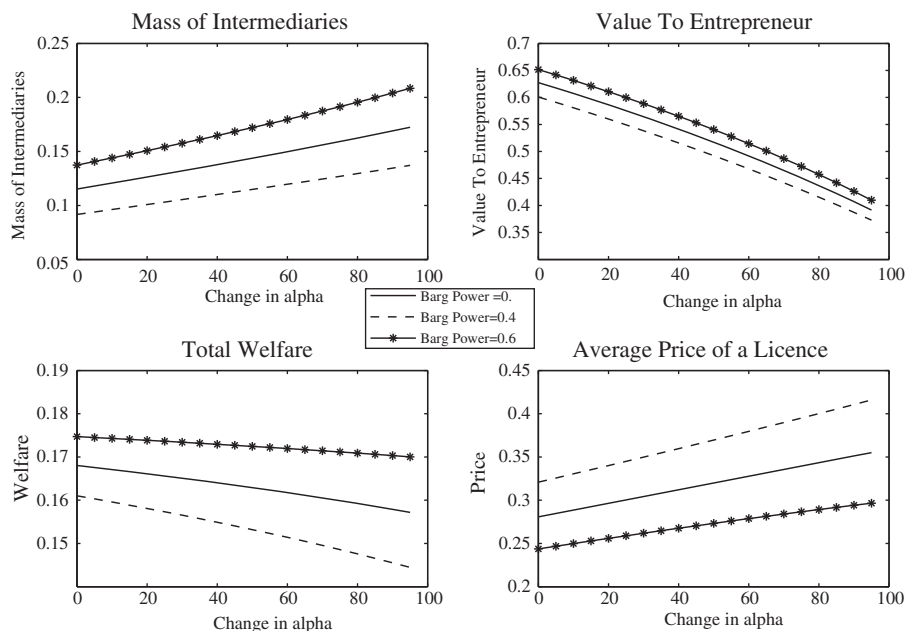 Mass of Intermediaries
0.25
0.2
0.15
0.1
0.05
Mass of Intermediaries
0 20 40 60 80 100
Change in alpha
Value To Entrepreneur
0.7
0.65
0.6
0.55
0.5
0.45
0.4
0.35
Value To Entrepreneur
0 20 40 60 80 100
Change in alpha
Barg Power =0.
Barg Power=0.4
Barg Power=0.6
Total Welfare
0.19
0.18
0.17
0.16
0.15
Welfare
0 20 40 60 80 100
Change in alpha
Average Price of a Licence
0.45
0.4
0.35
0.3
0.25
0.2
Price
0 20 40 60 80 100
Change in alpha